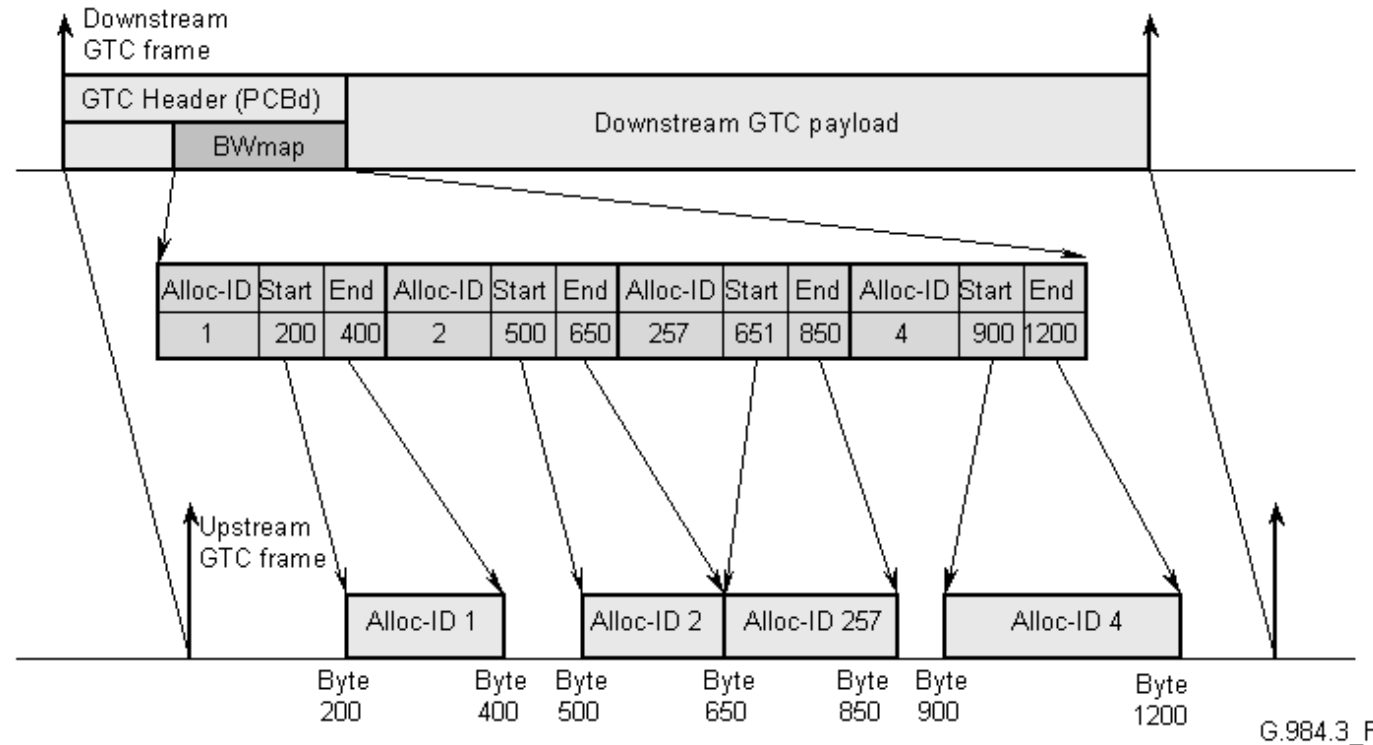 Downstream
GTC frame
GTC Header (PCBd)
BWmap
Downstream GTC payload
Alloc-ID Start End Alloc-ID Start End Alloc-ID Start End Alloc-ID Start End
1 200 400 2 500 650 257 651 850 4 900 1200
Upstream
GTC frame
Alloc-ID 1 Alloc-ID 2 Alloc-ID 257 Alloc-ID 4
Byte Byte Byte Byte Byte Byte Byte
200 400 500 650 850 900 1200
G.984.3_F